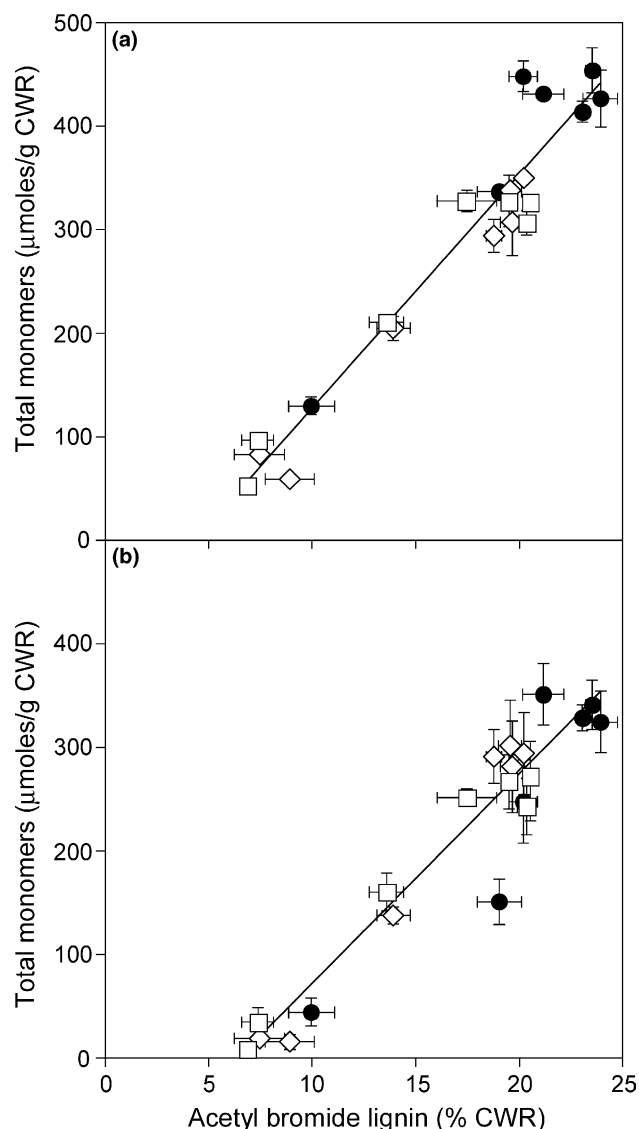 500
(a)
400
300
200
100
0
Total monomers (μmoles/g CWR)
(b)
400
300
200
100
0
Total monomers (μmoles/g CWR)
0 5 10 15 20 25
Acetyl bromide lignin (% CWR)